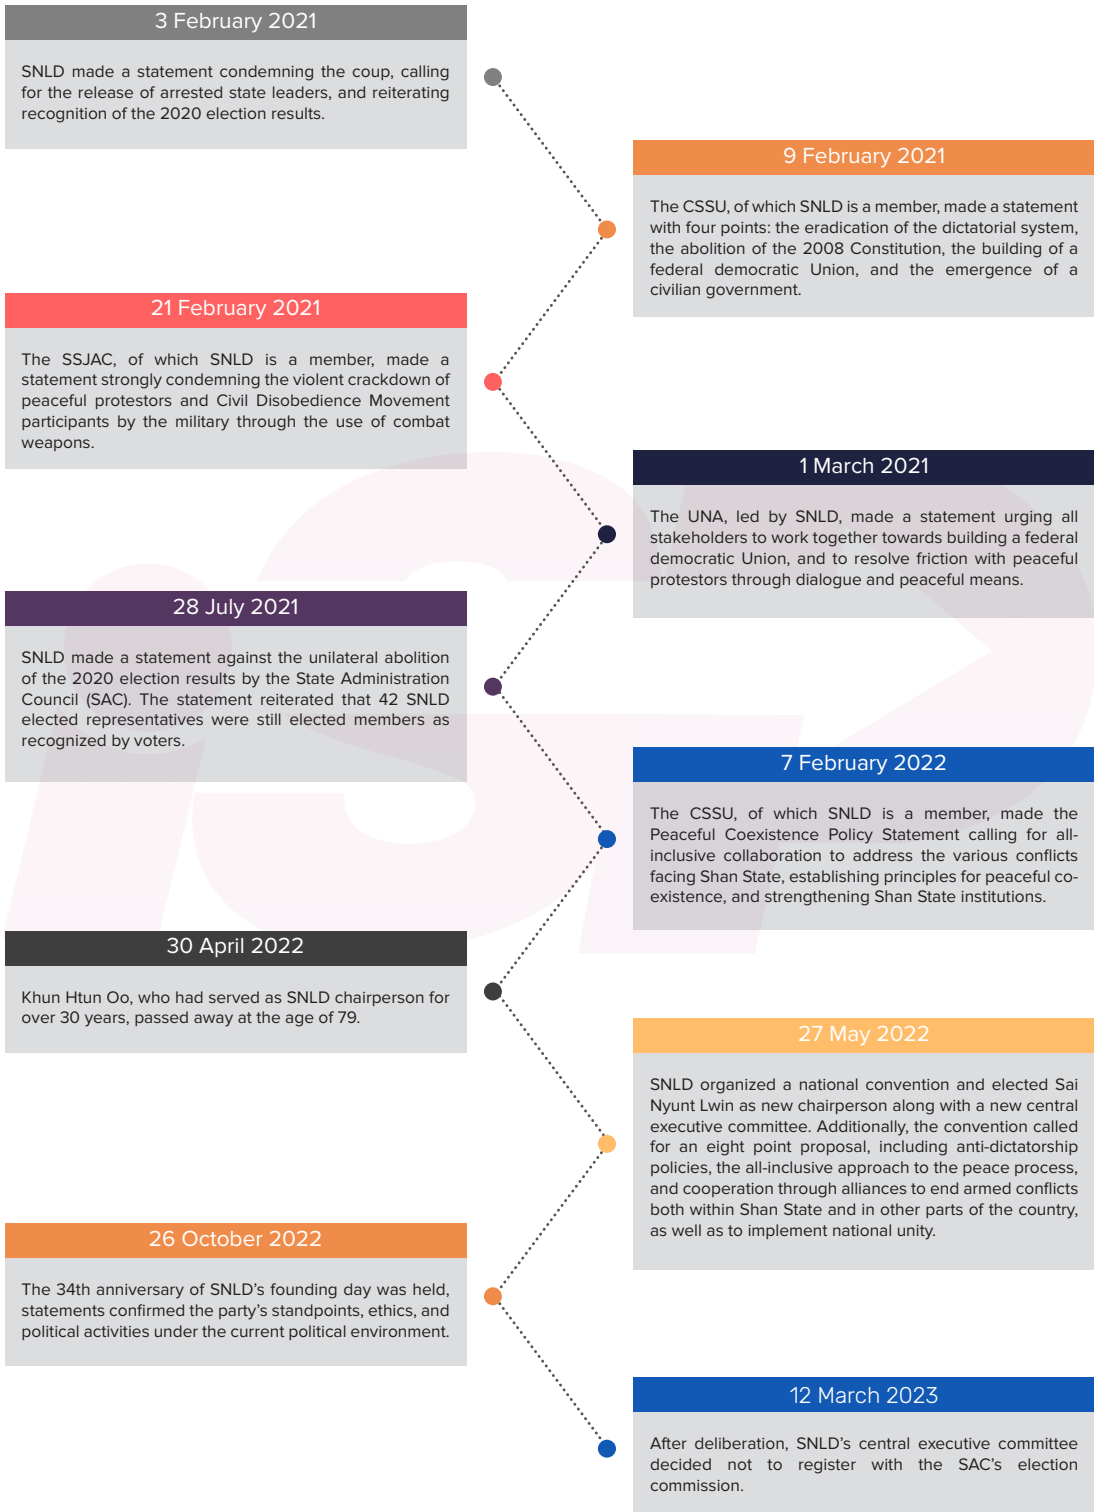 3 February 2021
SNLD made a statement condemning the coup, calling
for the release of arrested state leaders, and reiterating
recognition of the 2020 election results.
9 February 2021
The CSSU, of which SNLD is a member, made a statement
with four points: the eradication of the dictatorial system,
the abolition of the 2008 Constitution, the building of a
federal democratic Union, and the emergence of a
civilian government.
21 February 2021
The SSJAC, of which SNLD is a member, made a
statement strongly condemning the violent crackdown of
peaceful protestors and Civil Disobedience Movement
participants by the military through the use of combat
weapons.
1 March 2021
The UNA, led by SNLD, made a statement urging all
stakeholders to work together towards building a federal
democratic Union, and to resolve friction with peaceful
protestors through dialogue and peaceful means.
28 July 2021
SNLD made a statement against the unilateral abolition
of the 2020 election results by the State Administration
Council (SAC). The statement reiterated that 42 SNLD
elected representatives were still elected members as
recognized by voters.
7 February 2022
The CSSU, of which SNLD is a member, made the
Peaceful Coexistence Policy Statement calling for all-
inclusive collaboration to address the various conflicts
facing Shan State, establishing principles for peaceful co-
existence, and strengthening Shan State institutions.
30 April 2022
Khun Htun Oo, who had served as SNLD chairperson for
over 30 years, passed away at the age of 79.
27 May 2022
SNLD organized a national convention and elected Sai
Nyunt Lwin as new chairperson along with a new central
executive committee. Additionally, the convention called
for an eight point proposal, including anti-dictatorship
policies, the all-inclusive approach to the peace process,
and cooperation through alliances to end armed conflicts
both within Shan State and in other parts of the country,
as well as to implement national unity.
26 October 2022
The 34th anniversary of SNLD's founding day was held,
statements confirmed the party's standpoints, ethics, and
political activities under the current political environment.
12 March 2023
After deliberation, SNLD's central executive committee
decided not to register with the SAC's election
commission.